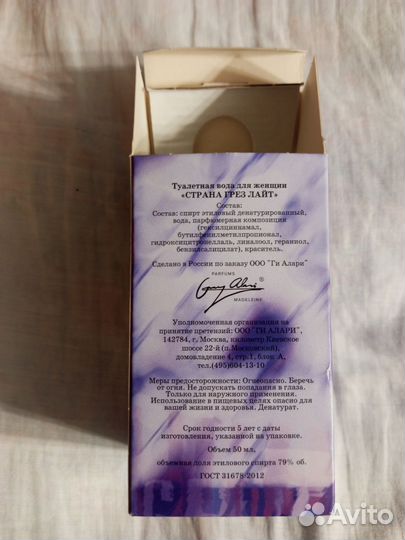 Туалетная вода для женщин
«СТРАНА ГРЕЗ ЛАЙТ»
Состав:
Состав: спирт этиловый денатурированный,
вода, парфюмерная композиция
(гексилциннамал,
бутилфенилметилпропионал,
гидроксицитронеллаль, линалоол, гераниол,
бензилсалицилат), краситель.
Сделано в России по заказу ООО "Ги Алари"
PARFUMS
Guy Alari ®
MADELEINE
Уполномоченная организация на
принятие претензий: ООО "ГИ АЛАРИ",
142784, г. Москва, километр Киевское
шоссе 22-й (п.Московский),
домовладение 4, стр.1, блок А,
тел.(495)604-13-10
Меры предосторожности: Огнеопасно. Беречь
от огня. Не допускать попадания в глаза.
Только для наружного применения.
Использование в пищевых целях опасно для
вашей жизни и здоровья. Денатурат.
Срок годности 5 лет с даты
изготовления, указанной на упаковке.
Объем 50 мл.
объемная доля этилового спирта 79% об.
ГОСТ 31678-2012
Avito